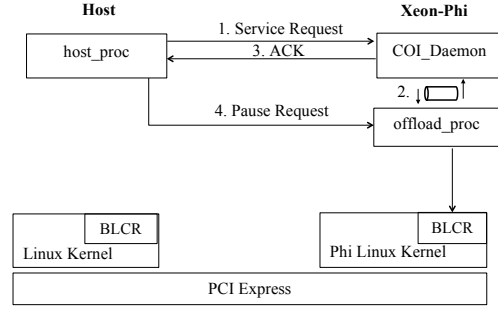 Host
Xeon-Phi
1. Service Request
host_proc
3. ACK
COI_Daemon
2.
4. Pause Request
offload_proc
BLCR
BLCR
Linux Kernel
Phi Linux Kernel
PCI Express